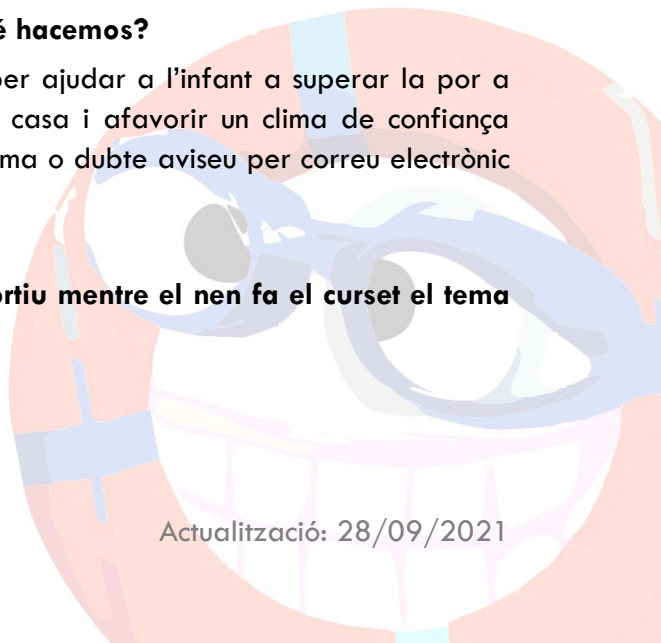 é hacemos?
per ajudar a l’infant a superar la por a
casa i afavorir un clima de confiança
ma o dubte aviseu per correu electrònic
rtiu mentre el nen fa el curset el tema
Actualització: 28/09/2021